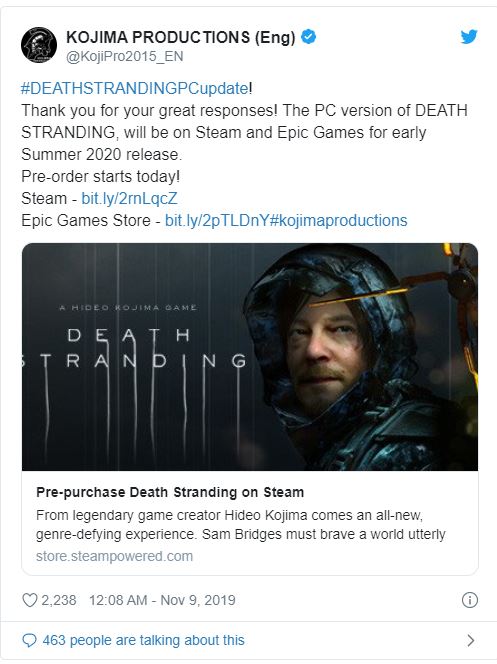 KOJIMA PRODUCTIONS (Eng)
@KojiPro2015_EN
#DEATHSTRANDINGPCupdate!
Thank you for your great responses! The PC version of DEATH
STRANDING, will be on Steam and Epic Games for early
Summer 2020 release.
Pre-order starts today!
Steam - bit.ly/2rnLqcZ
Epic Games Store - bit.ly/2pTLDnY#kojimaproductions
A HIDEO KOJIMA GAME
DEATH
STRANDING
Pre-purchase Death Stranding on Steam
From legendary game creator Hideo Kojima comes an all-new,
genre-defying experience. Sam Bridges must brave a world utterly
store.steampowered.com
2,238 12:08 AM - Nov 9, 2019
463 people are talking about this